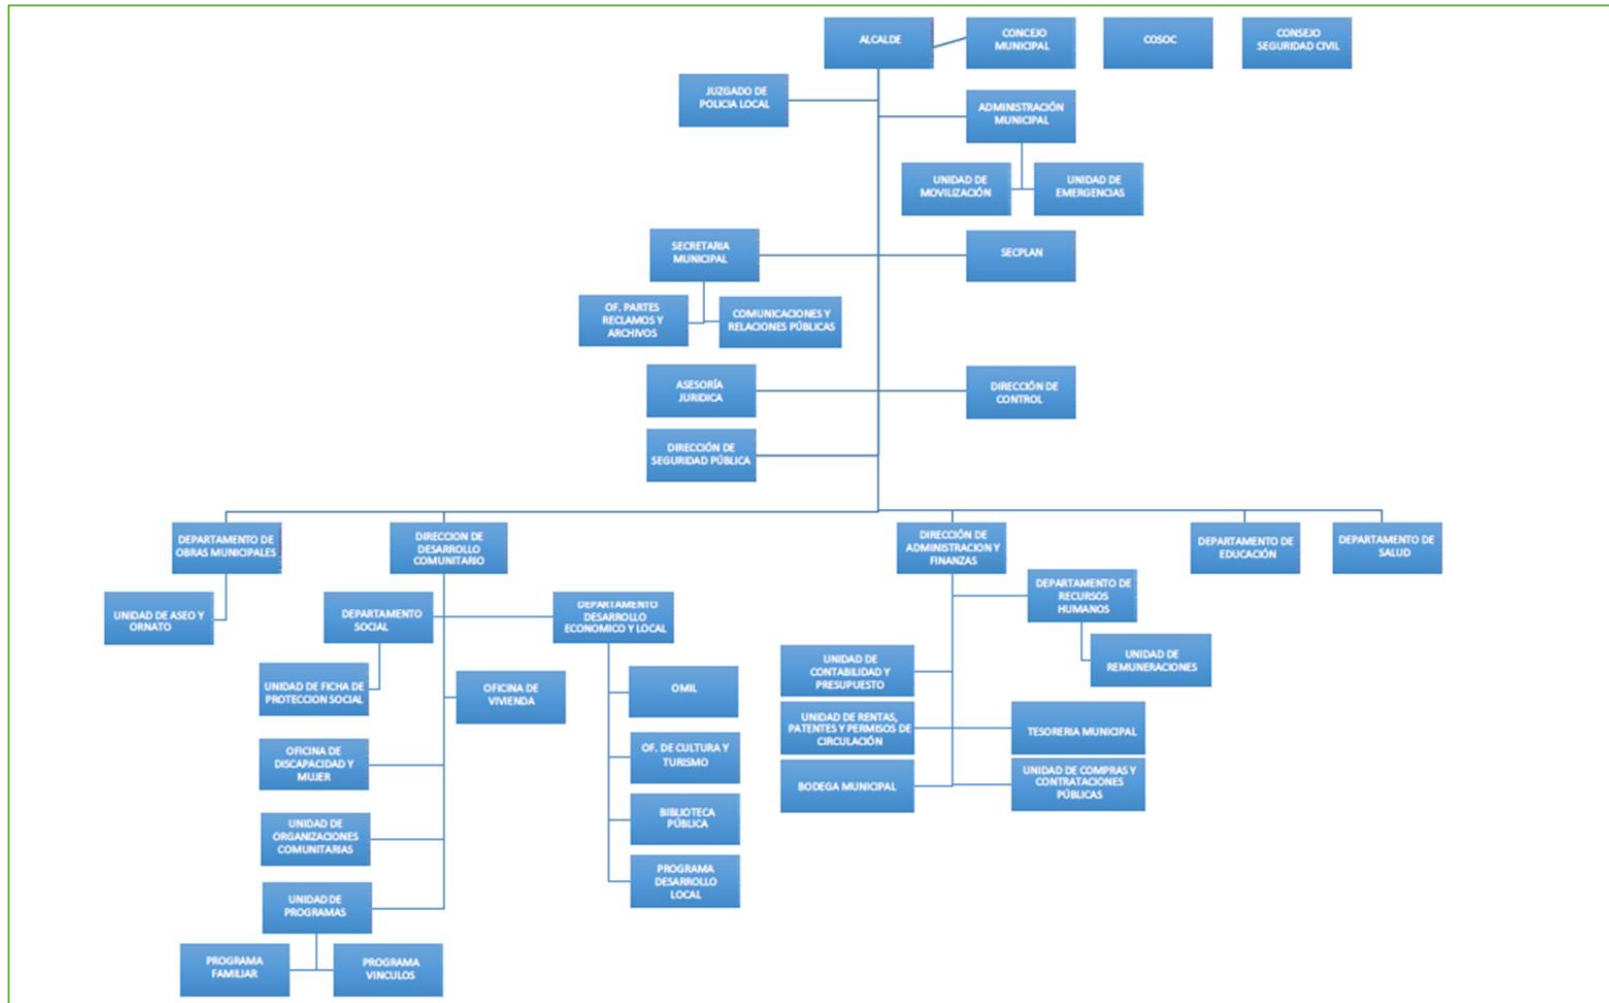 ALCALDE
CONCEJO
MUNICIPAL
COSOC
CONSEJO
SEGURIDAD CIVIL
JUZGADO DE
POLICIA LOCAL
ADMINISTRACIÓN
MUNICIPAL
UNIDAD DE
MOVILIZACIÓN
UNIDAD DE
EMERGENCIAS
SECRETARIA
MUNICIPAL
SECPLAN
OF. PARTES
RECLAMOS Y
ARCHIVOS
COMUNICACIONES Y
RELACIONES PÚBLICAS
ASESORÍA
JURIDICA
DIRECCIÓN DE
CONTROL
DIRECCIÓN DE
SEGURIDAD PÚBLICA
DEPARTAMENTO DE
OBRAS MUNICIPALES
DIRECCION DE
DESARROLLO
COMUNITARIO
DIRECCIÓN DE
ADMINISTRACION Y
FINANZAS
DEPARTAMENTO DE
EDUCACIÓN
DEPARTAMENTO DE
SALUD
UNIDAD DE ASEO Y
ORNATO
DEPARTAMENTO
SOCIAL
DEPARTAMENTO
DESARROLLO
ECONOMICO Y LOCAL
DEPARTAMENTO DE
RECURSOS
HUMANOS
UNIDAD DE FICHA DE
PROTECCION SOCIAL
OFICINA DE
VIVIENDA
OMIL
UNIDAD DE
CONTABILIDAD Y
PRESUPUESTO
UNIDAD DE
REMUNERACIONES
OFICINA DE
DISCAPACIDAD Y
MUJER
OF. DE CULTURA Y
TURISMO
UNIDAD DE RENTAS,
PATENTES Y PERMISOS DE
CIRCULACIÓN
TESORERIA MUNICIPAL
BODEGA MUNICIPAL
UNIDAD DE COMPRAS Y
CONTRATACIONES
PÚBLICAS
UNIDAD DE
ORGANIZACIONES
COMUNITARIAS
BIBLIOTECA
PÚBLICA
UNIDAD DE
PROGRAMAS
PROGRAMA
DESARROLLO
LOCAL
PROGRAMA
FAMILIAR
PROGRAMA
VINCULOS